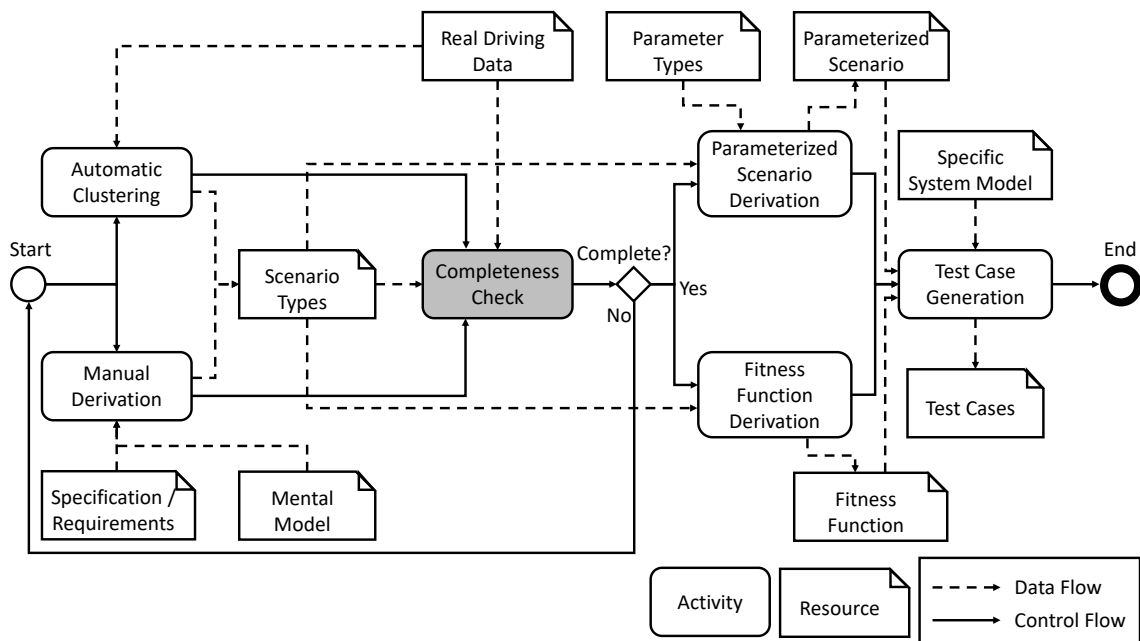 Real Driving
Data
Parameter
Types
Parameterized
Scenario
Automatic
Clustering
Parameterized
Scenario
Derivation
Specific
System Model
Start
Scenario
Types
Completeness
Check
Complete?
Yes
No
Test Case
Generation
End
Manual
Derivation
Fitness
Function
Derivation
Test Cases
Specification /
Requirements
Mental
Model
Fitness
Function
Activity
Resource
Data Flow
Control Flow